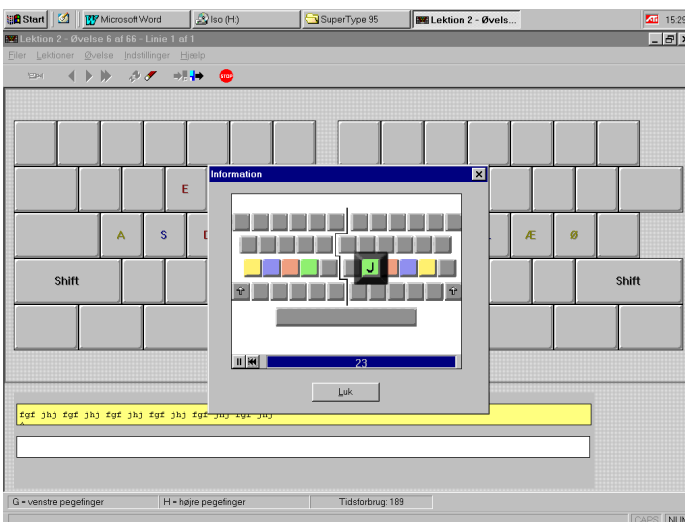 Start Microsoft Word Iso (H:) SuperType 95 Lektion 2 - Øvels... 15:29
Lektion 2 - Øvelse 6 af 66 - Linie 1 af 1
Filer Lektioner Øvelse Indstillinger Hjælp
STOP
Information
E
A S Æ Ø
J
Shift Shift
23
Luk
fgf jhj fgf jhj fgf jhj fgf jhj fgf jhj fgf jhj
G = venstre pegefinger H = højre pegefinger Tidsforbrug: 189
CAPS NUM